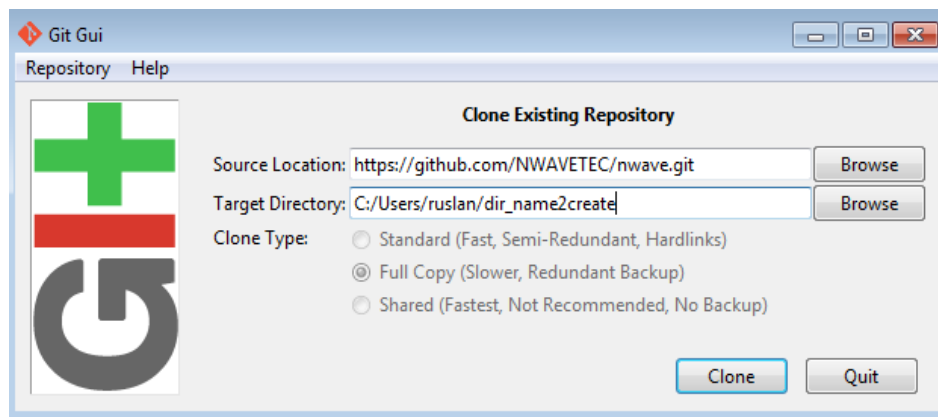 Git Gui
Repository Help
Clone Existing Repository
Source Location: https://github.com/NWAVETEC/nwave.git Browse
Target Directory: C:/Users/ruslan/dir_name2create Browse
Clone Type: Standard (Fast, Semi-Redundant, Hardlinks)
Full Copy (Slower, Redundant Backup)
Shared (Fastest, Not Recommended, No Backup)
Clone Quit